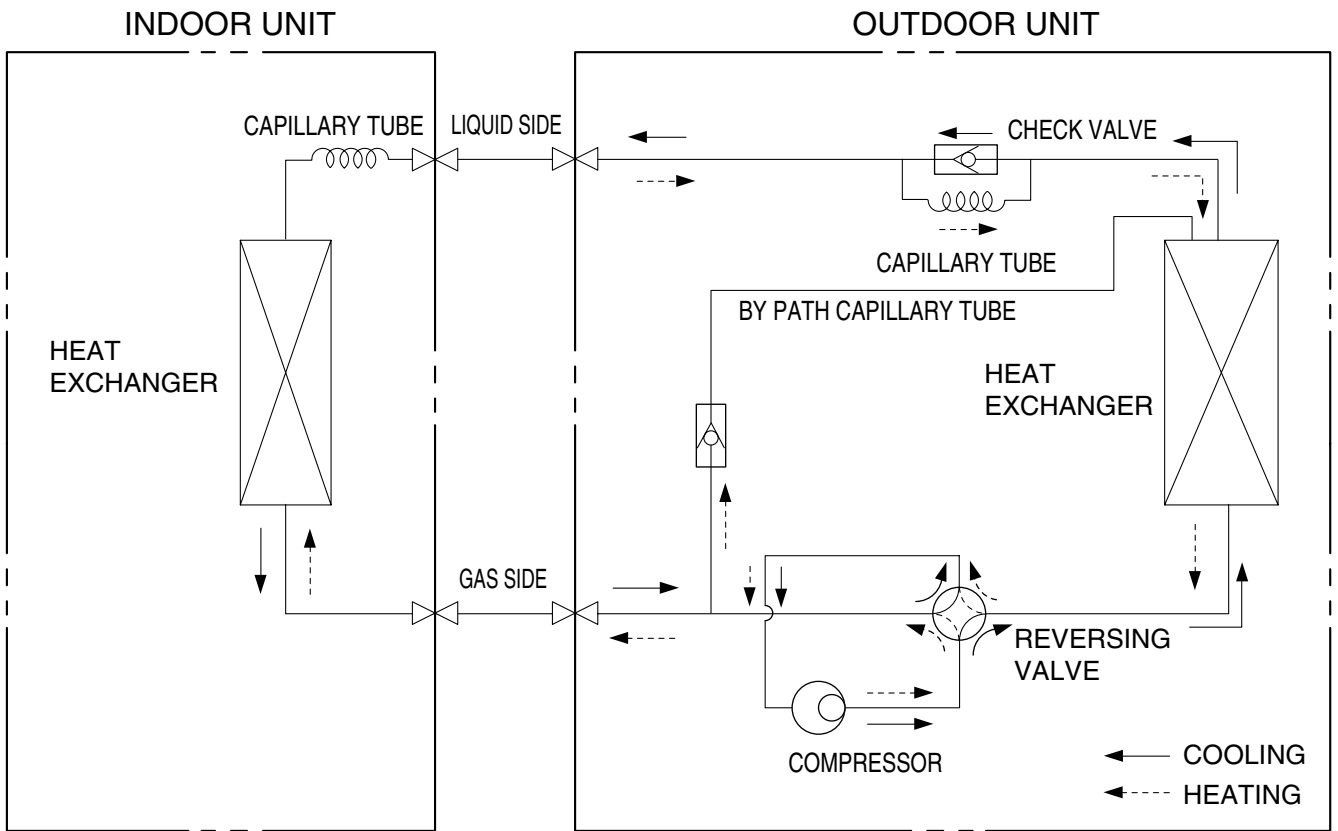 INDOOR UNIT
OUTDOOR UNIT
CAPILLARY TUBE
LIQUID SIDE
CHECK VALVE
CAPILLARY TUBE
BY PATH CAPILLARY TUBE
HEAT
EXCHANGER
HEAT
EXCHANGER
GAS SIDE
REVERSING
VALVE
COMPRESSOR
COOLING
HEATING